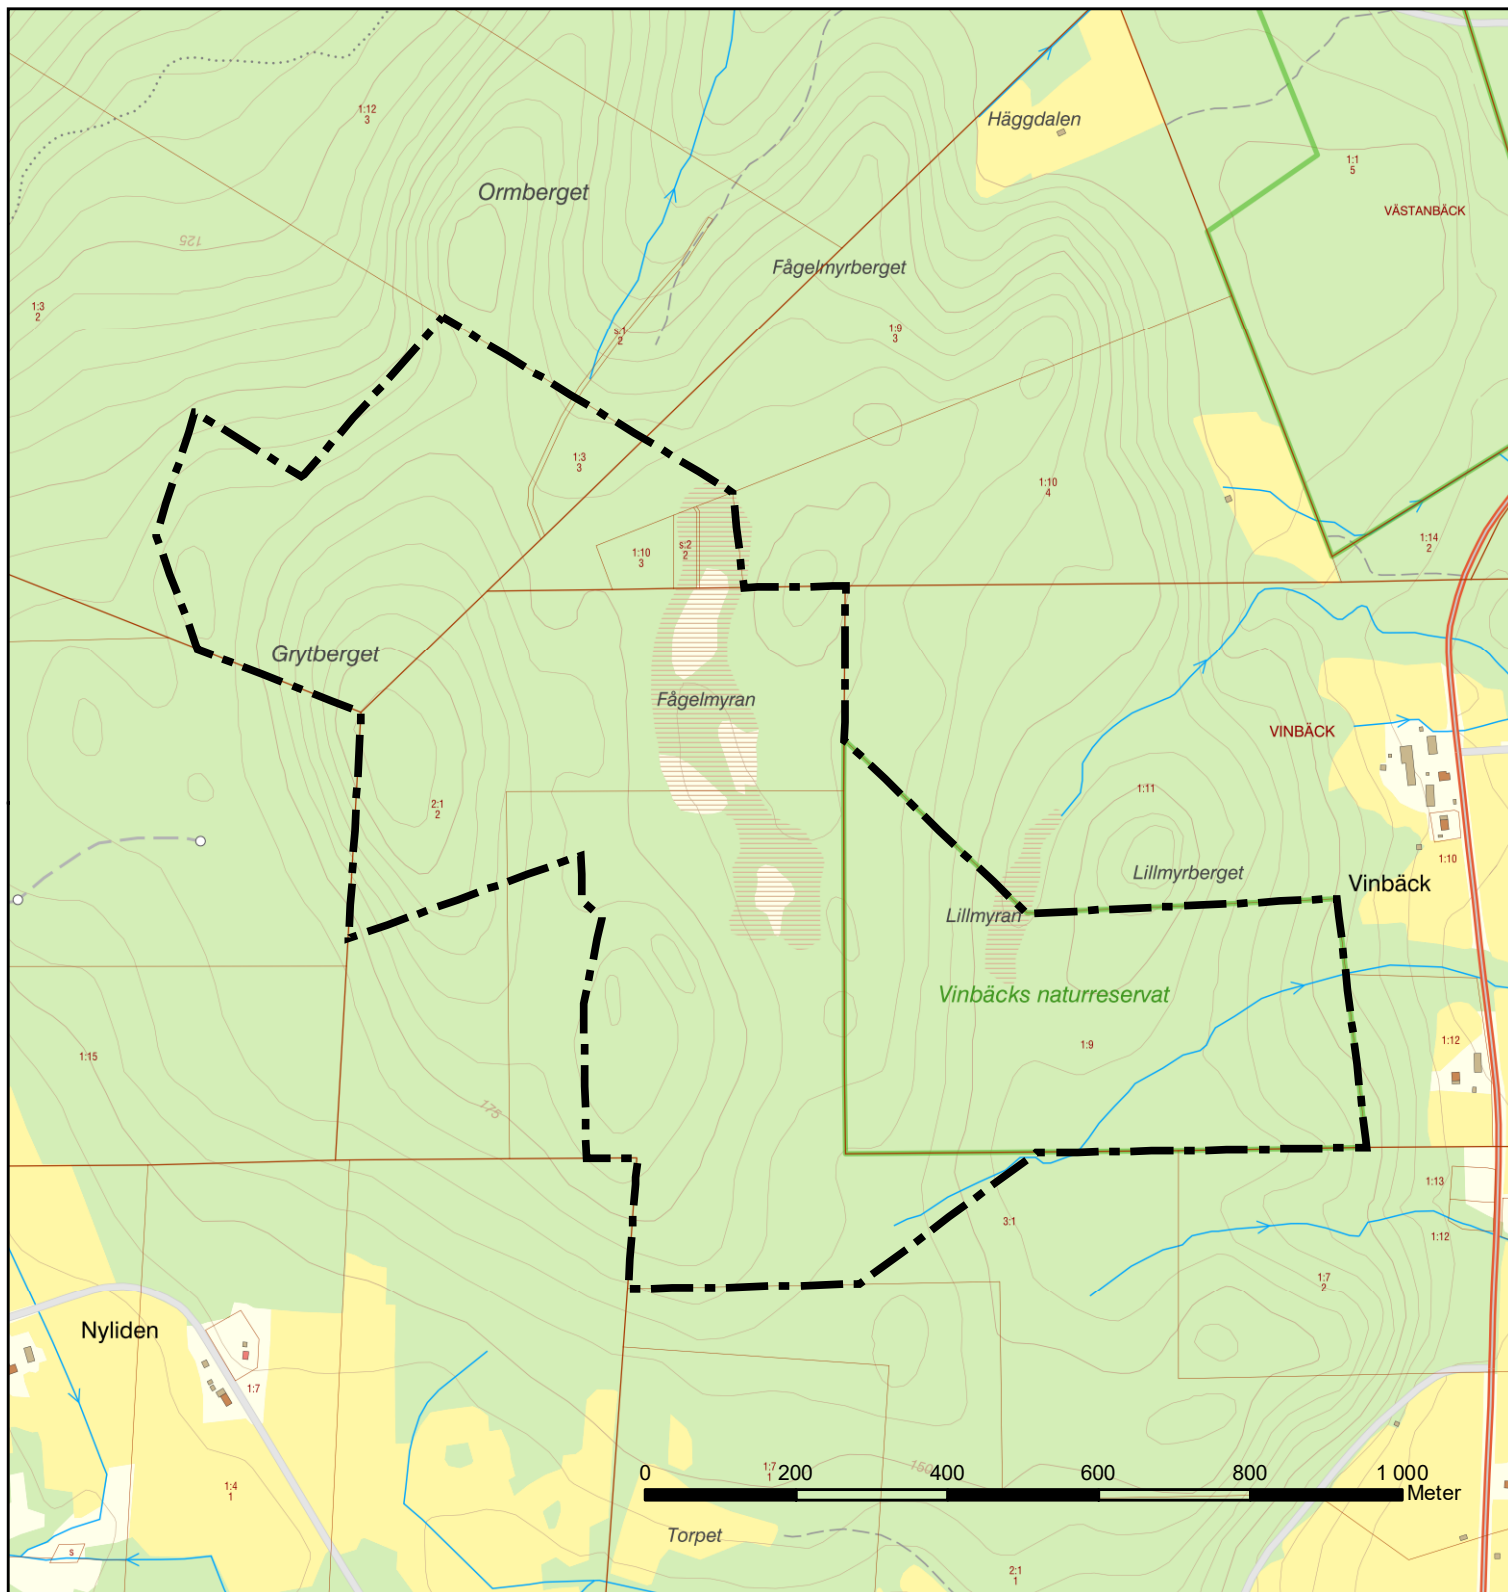 Häggdalen
1:12
3
1:1
5
Ormberget
VÄSTANBÄCK
125
Fågelmyrberget
1:3
2
s:1
2
1:9
3
1:3
3
1:10
4
1:10
3
s:2
2
1:14
2
Grytberget
Fågelmyran
VINBÄCK
1:11
2:1
2
1:10
Lillmyrberget
Vinbäck
Lillmyran
Vinbäcks naturreservat
1:15
1:9
1:12
175
1:13
3:1
1:12
1:7
2
Nyliden
1:7
1:7
1
150
0 200 400 600 800 1 000
Meter
1:4
1
Torpet
s
2:1
1